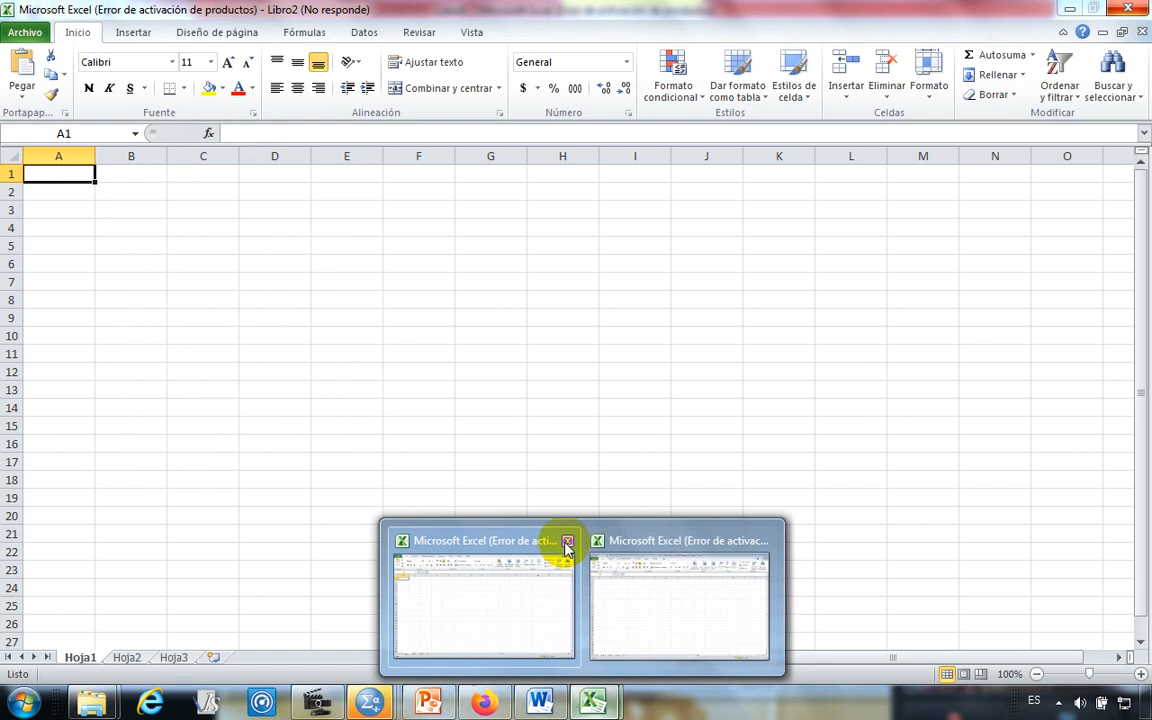 Microsoft Excel (Error de activación de productos) - Libro2 (No responde)
Archivo Inicio Insertar Diseño de página Fórmulas Datos Revisar Vista
Calibri 11 Ajustar texto General Autosuma
Pegar Rellenar
N K S Combinar y centrar $ % 000 Formato condicional Dar formato como tabla Estilos de celda Insertar Eliminar Formato Borrar Ordenar y filtrar Buscar y seleccionar
Portapap... Fuente Alineación Número Estilos Celdas Modificar
A1 fx
A B C D E F G H I J K L M N O
1
2
3
4
5
6
7
8
9
10
11
12
13
14
15
16
17
18
19
20
21
22
23
24
25
26
27
Microsoft Excel (Error de acti... Microsoft Excel (Error de activac...
Hoja1 Hoja2 Hoja3
Listo 100%
ES